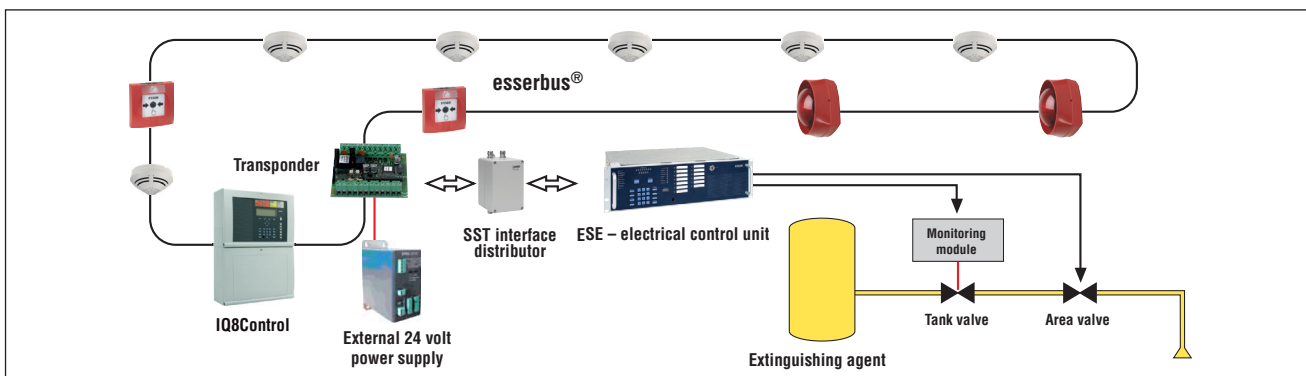 esserbus®
Transponder
SST interface
distributor
ESE – electrical control unit
Monitoring
module
IQ8Control
External 24 volt
power supply
Tank valve
Area valve
Extinguishing agent